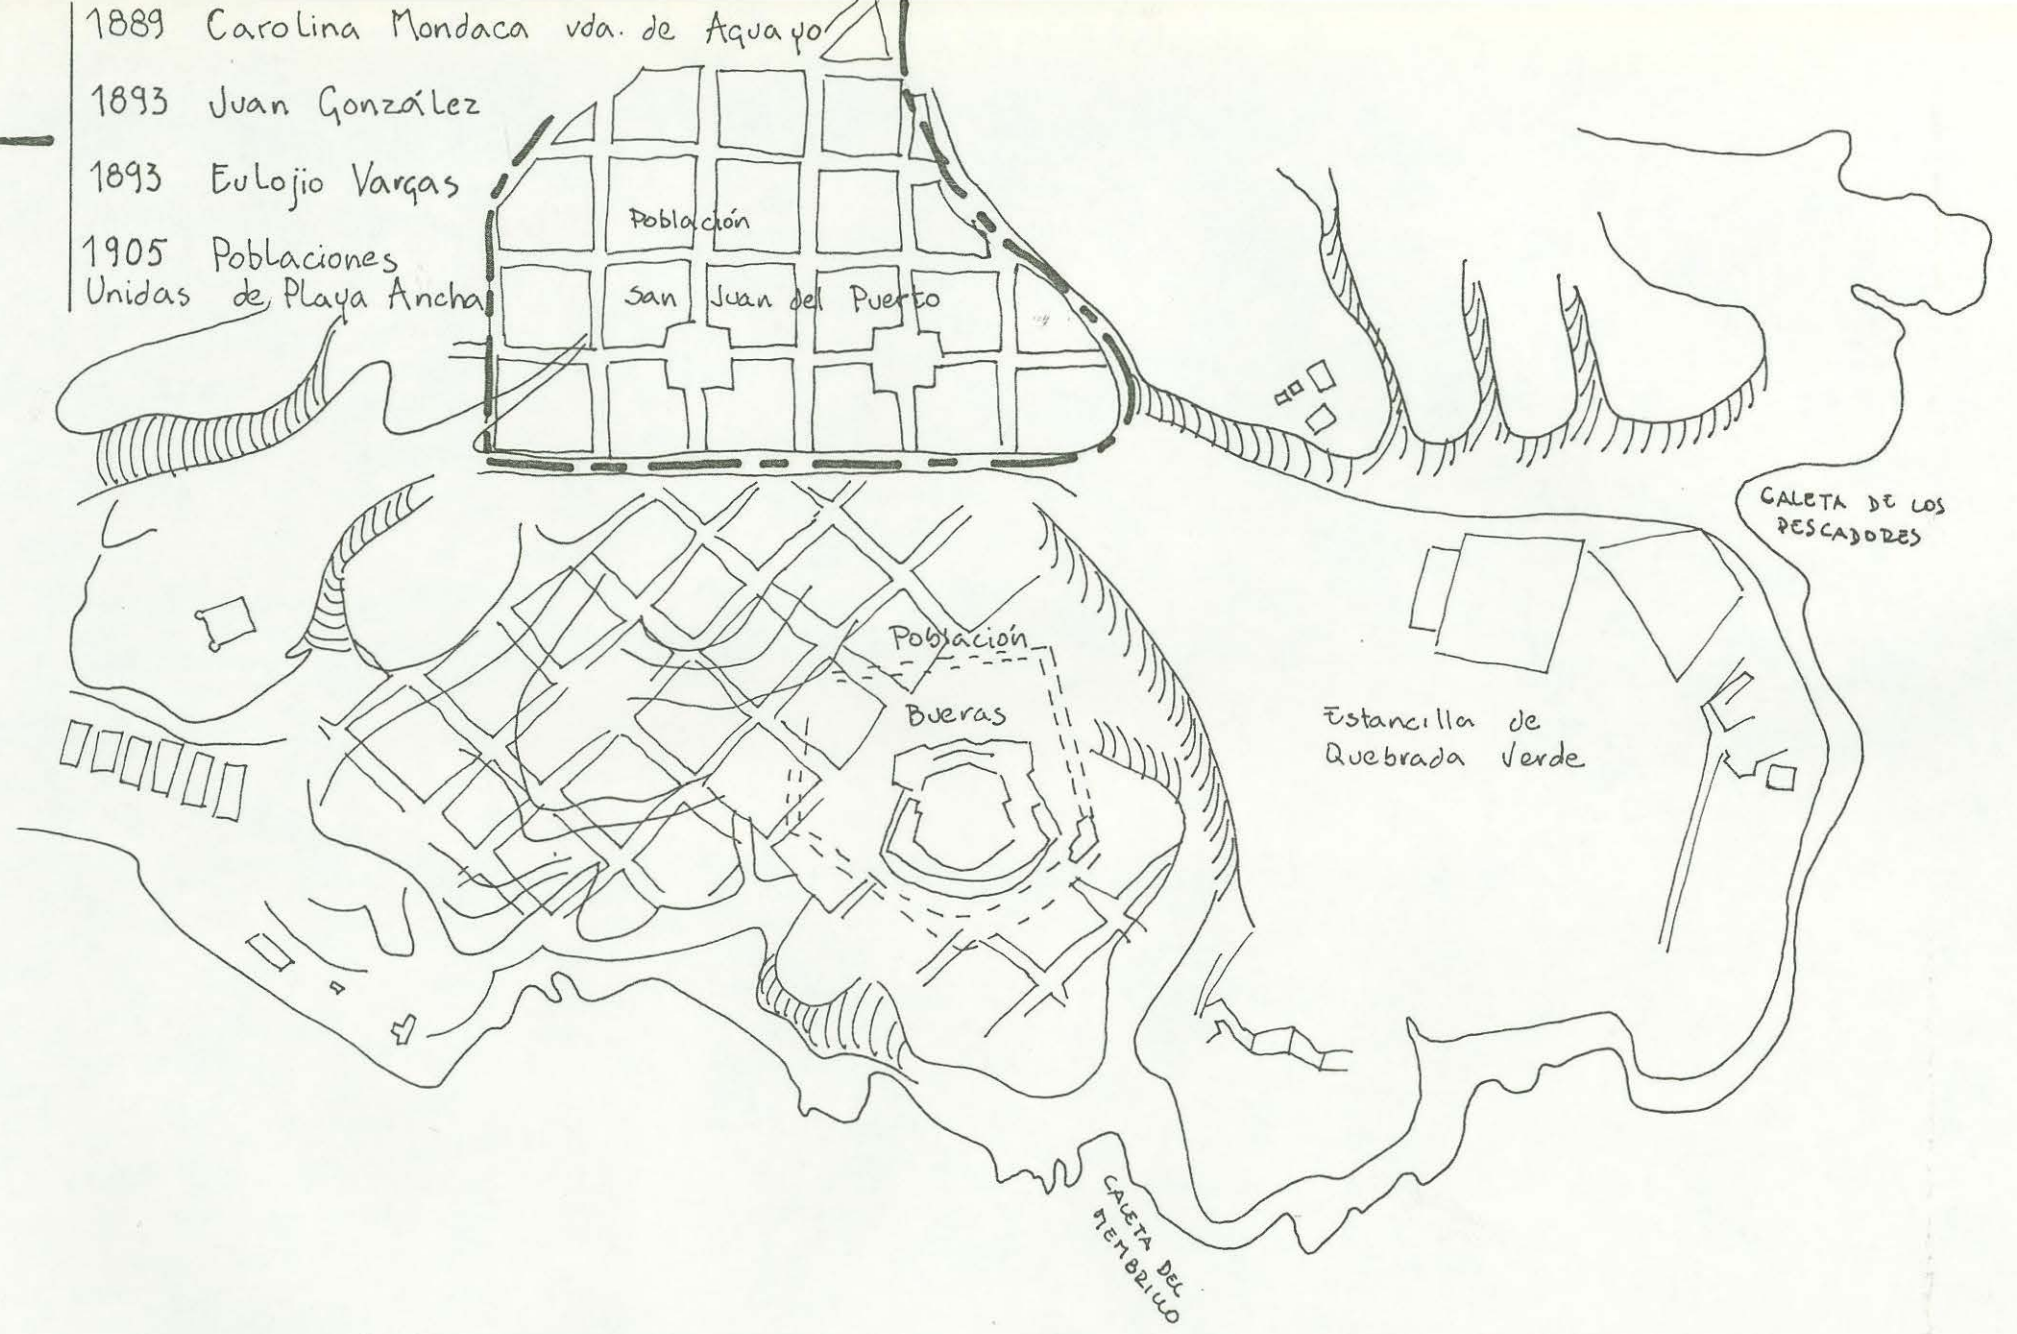 1889 Carolina Mondaca vda. de Aguayo
1893 Juan González
1893 Eulojio Vargas
1905 Poblaciones
Unidas de Playa Ancha
Población
San Juan del Puerto
CALETA DE LOS
PESCADORES
Población
Bueras
Estancilla de
Quebrada Verde
CALETA DEL
MEMBRILLO